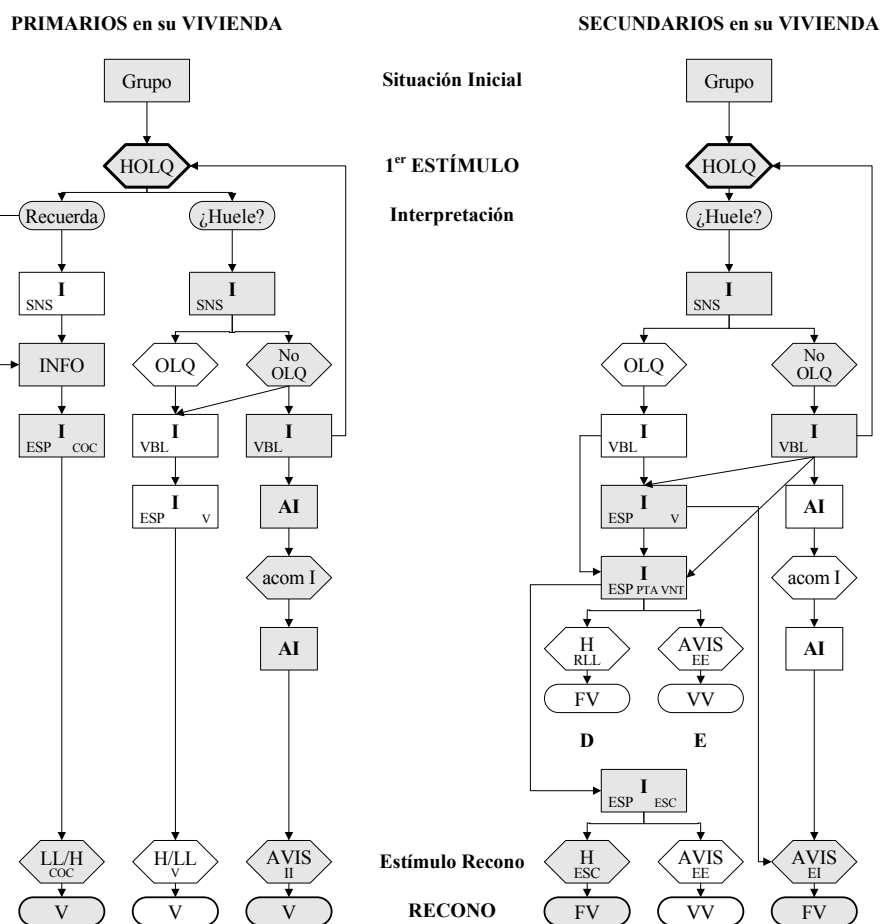 PRIMARIOS en su VIVIENDA
SECUNDARIOS en su VIVIENDA
Grupo
Situación Inicial
Grupo
HOLQ
1er ESTÍMULO
HOLQ
Recuerda
¿Huele?
Interpretación
¿Huele?
I
SNS
I
SNS
I
SNS
INFO
OLQ
No
OLQ
OLQ
No
OLQ
I
ESP COC
I
VBL
I
VBL
I
VBL
I
VBL
I
ESP V
AI
I
ESP V
AI
acom I
I
ESP PTA VNT
acom I
AI
H
RLL
AVIS
EE
AI
FV
VV
D
E
I
ESP ESC
LL/H
COC
H/LL
V
AVIS
II
Estímulo Recono
H
ESC
AVIS
EE
AVIS
EI
V
V
V
RECONO
FV
VV
FV